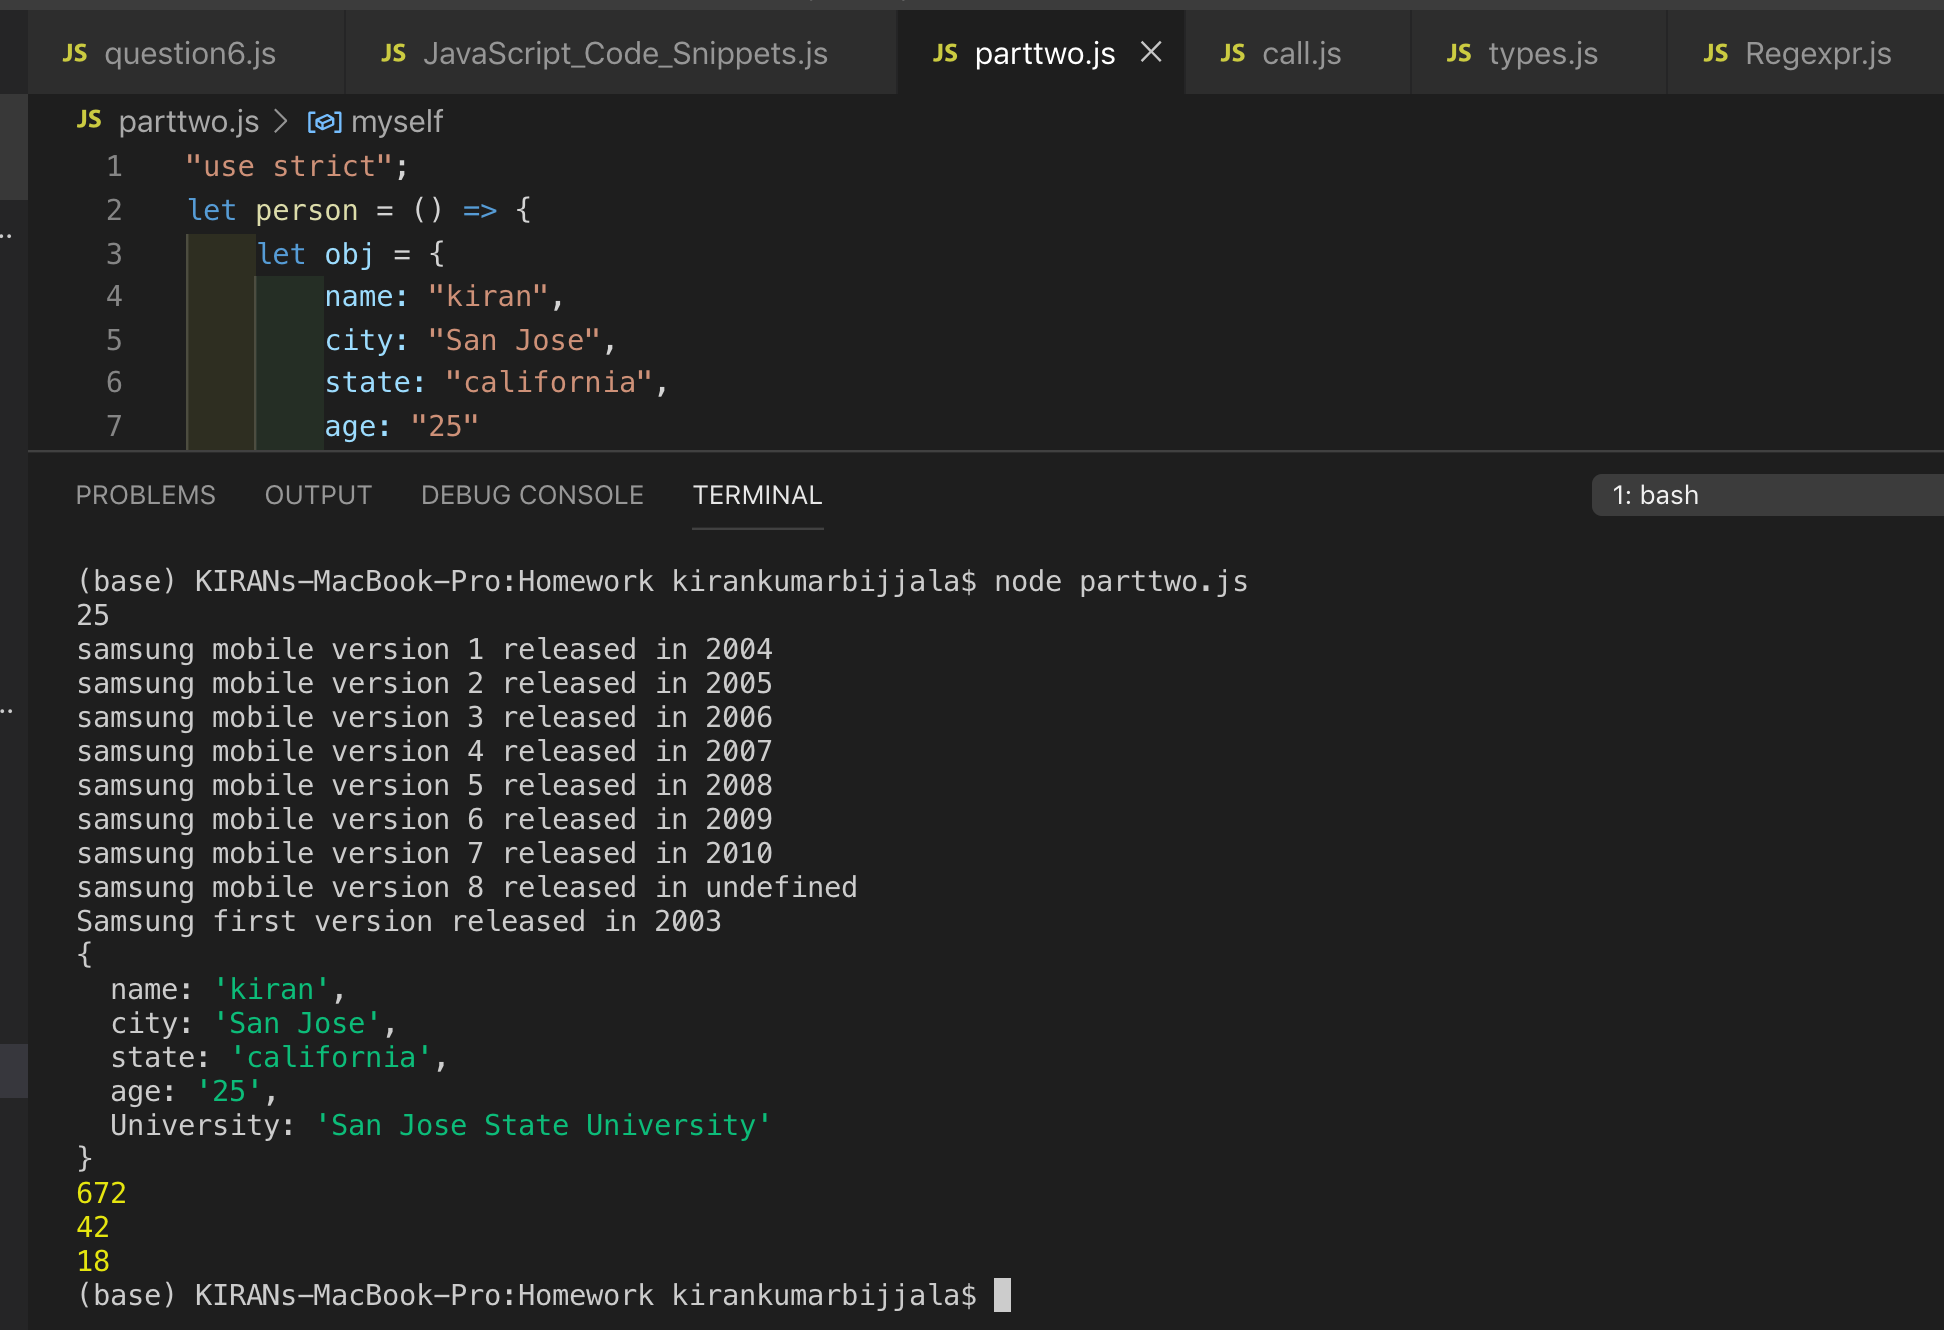 JS question6.js JS JavaScript_Code_Snippets.js JS parttwo.js × JS call.js JS types.js JS Regexpr.js
JS parttwo.js > myself
1 "use strict";
2 let person = () => {
3 let obj = {
4 name: "kiran",
5 city: "San Jose",
6 state: "california",
7 age: "25"
PROBLEMS OUTPUT DEBUG CONSOLE TERMINAL 1: bash
(base) KIRANs-MacBook-Pro:Homework kirankumarbijjala$ node parttwo.js
25
samsung mobile version 1 released in 2004
samsung mobile version 2 released in 2005
samsung mobile version 3 released in 2006
samsung mobile version 4 released in 2007
samsung mobile version 5 released in 2008
samsung mobile version 6 released in 2009
samsung mobile version 7 released in 2010
samsung mobile version 8 released in undefined
Samsung first version released in 2003
{
name: 'kiran',
city: 'San Jose',
state: 'california',
age: '25',
University: 'San Jose State University'
}
672
42
18
(base) KIRANs-MacBook-Pro:Homework kirankumarbijjala$